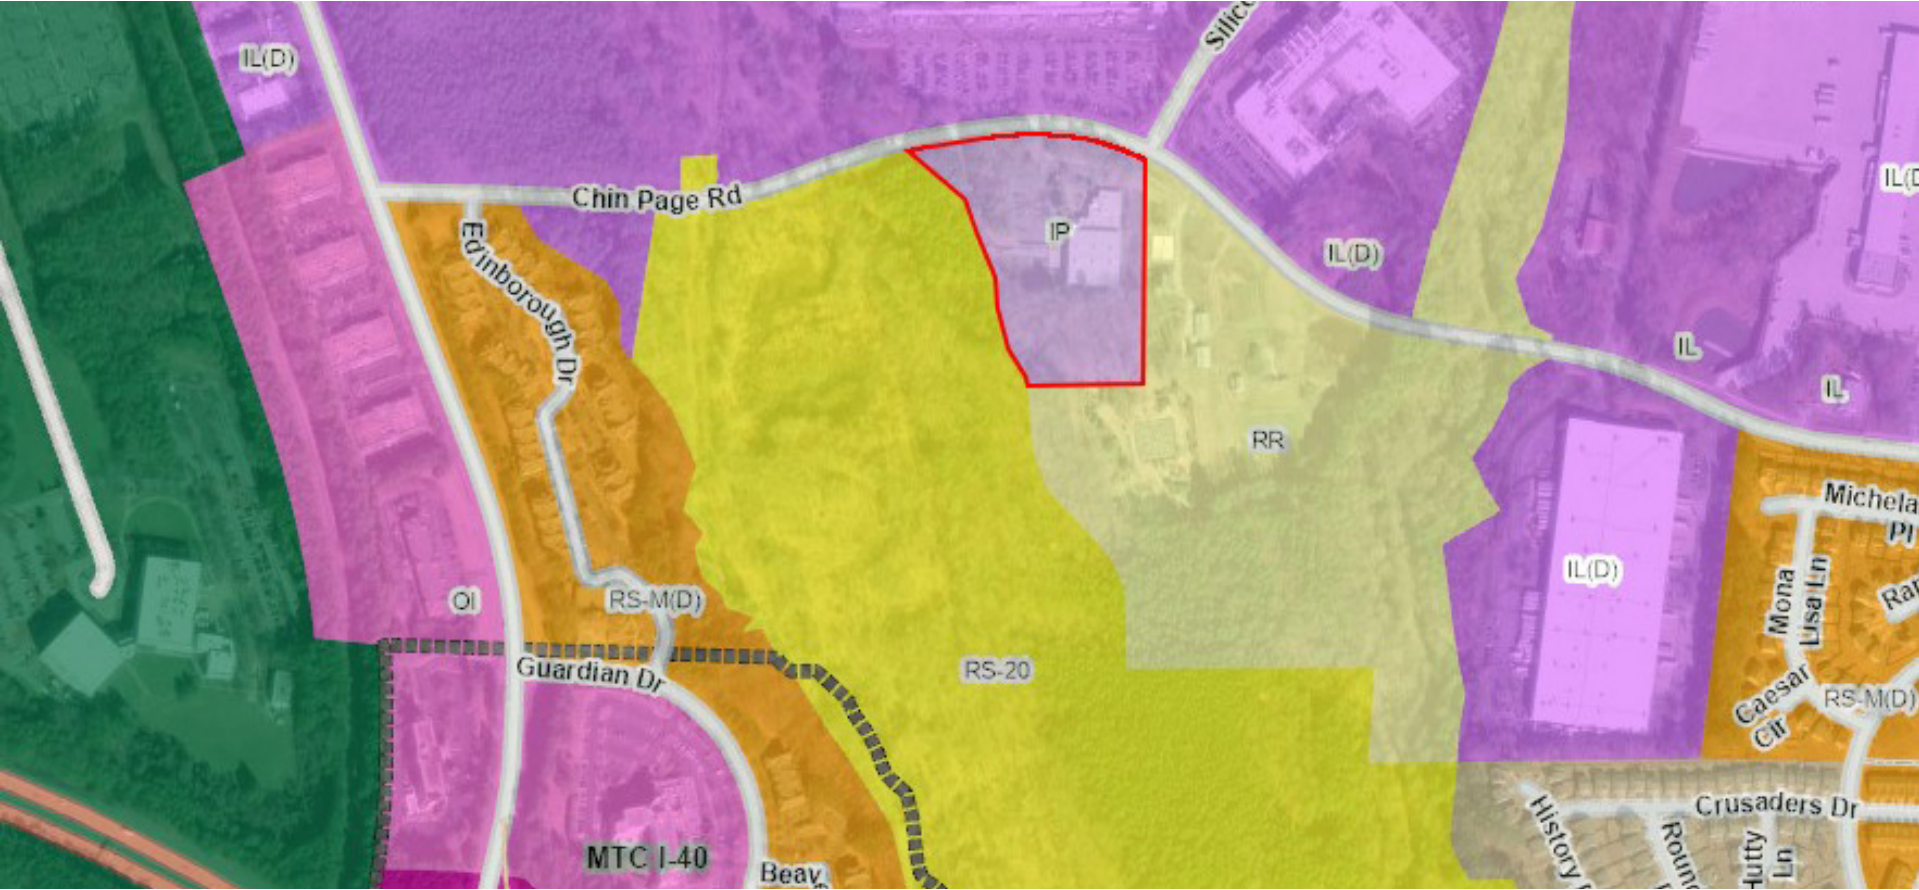 IL(D)
Chin Page Rd
Edinborough Dr
IP
IL(D)
IL
IL
RR
IL(D)
Mona
Lisa Ln
Caesar
Cir
RS-M(D)
OI
RS-M(D)
Guardian Dr
RS-20
MTC I-40
Crusaders Dr
History
Hutty
Ln
Pl